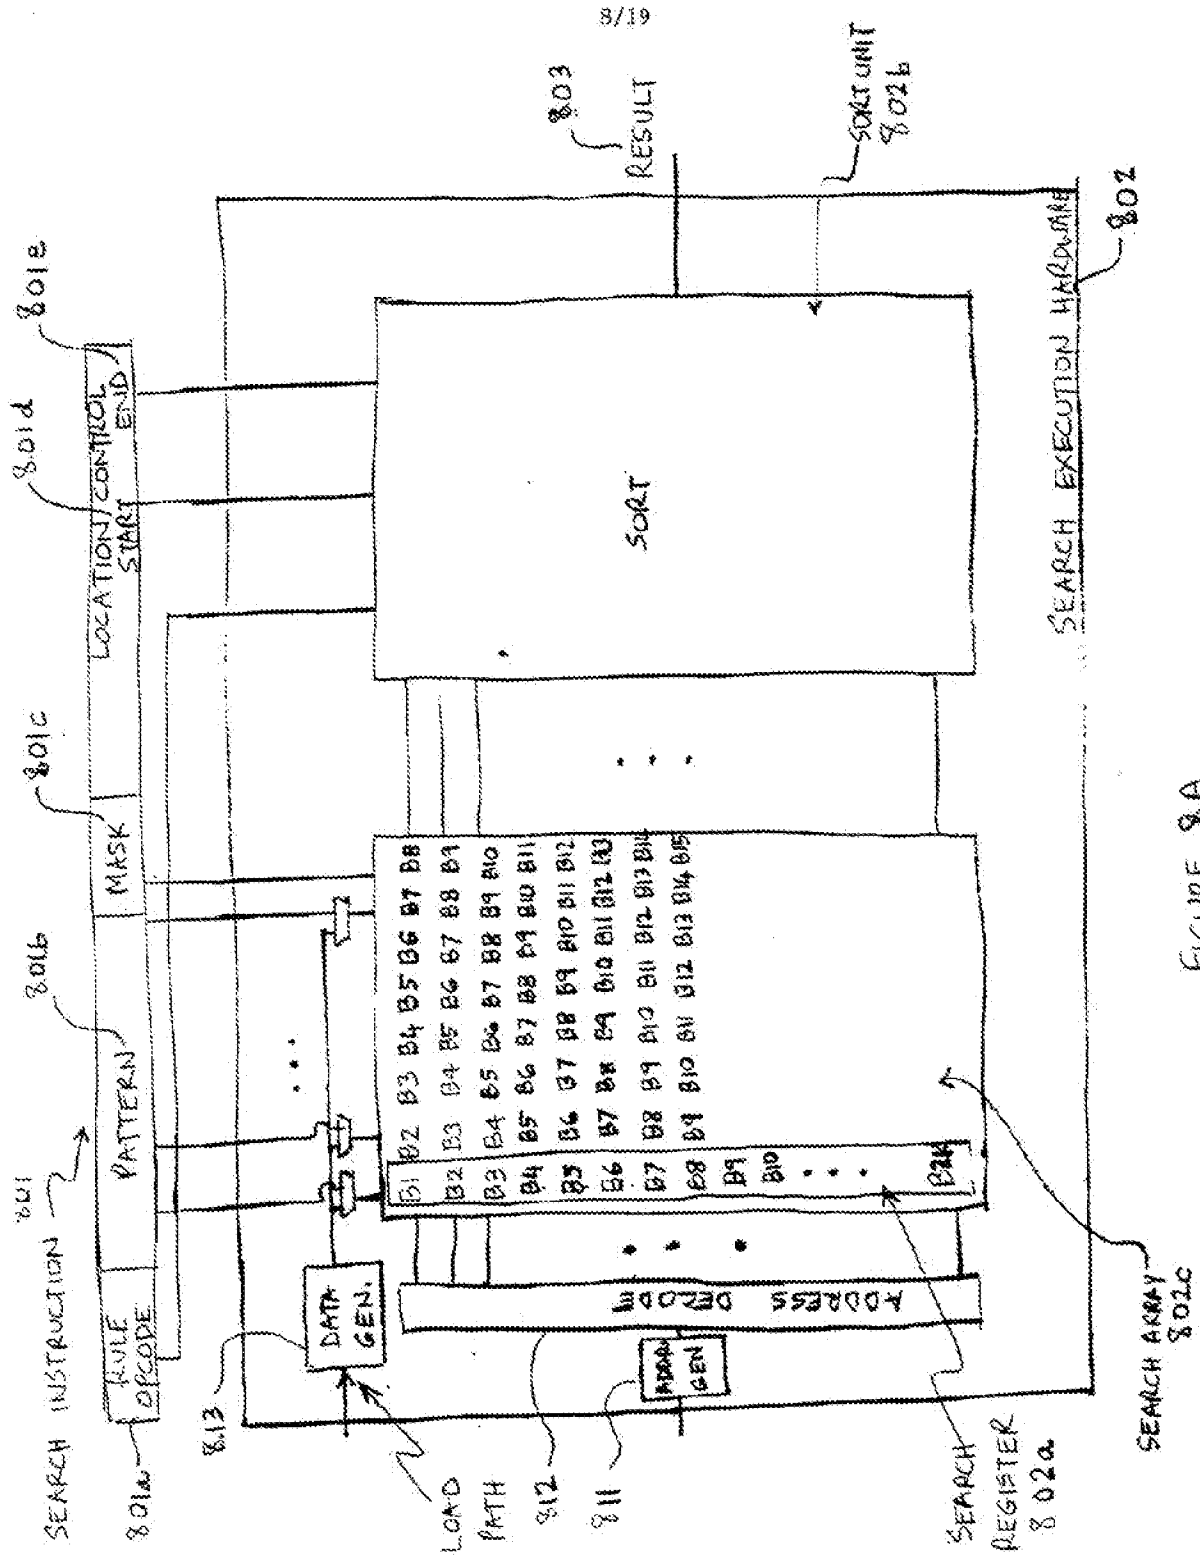 8/19
SEARCH INSTRUCTION
801
801a
801b
801c
801d
801e
RULE
OPCODE
PATTERN
MASK
LOCATION/CONTROL
START
END
813
DATA
GEN.
LOAD
PATH
812
811
ADDR
GEN
ADDRESS DECODE
B1 B2 B3 B4 B5 B6 B7 B8
B2 B3 B4 B5 B6 B7 B8 B9
B3 B4 B5 B6 B7 B8 B9 B10
B4 B5 B6 B7 B8 B9 B10 B11
B5 B6 B7 B8 B9 B10 B11 B12
B6 B7 B8 B9 B10 B11 B12 B13
B7 B8 B9 B10 B11 B12 B13 B14
B8 B9 B10 B11 B12 B13 B14 B15
B9
B10
B2K
SORT
803
RESULT
SORT UNIT
802b
SEARCH EXECUTION HARDWARE
802
SEARCH
REGISTER
802a
SEARCH ARRAY
802c
FIGURE 8A